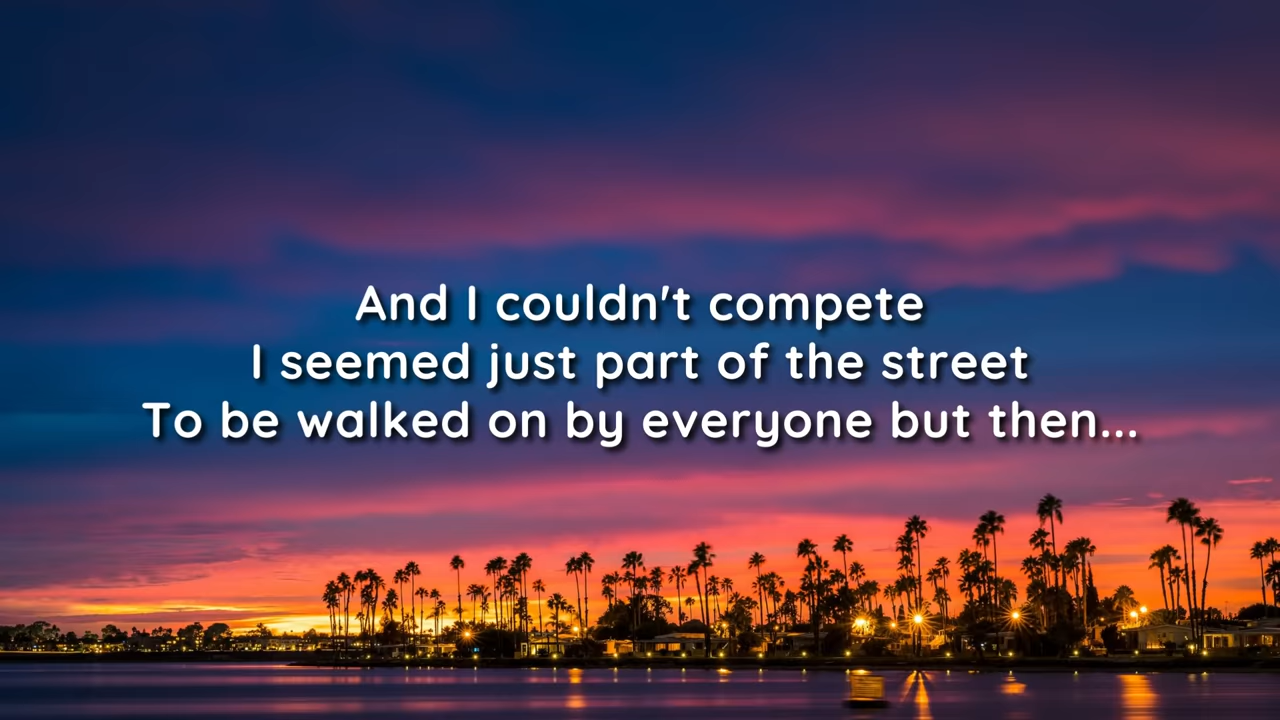 And I couldn't compete
I seemed just part of the street
To be walked on by everyone but then...